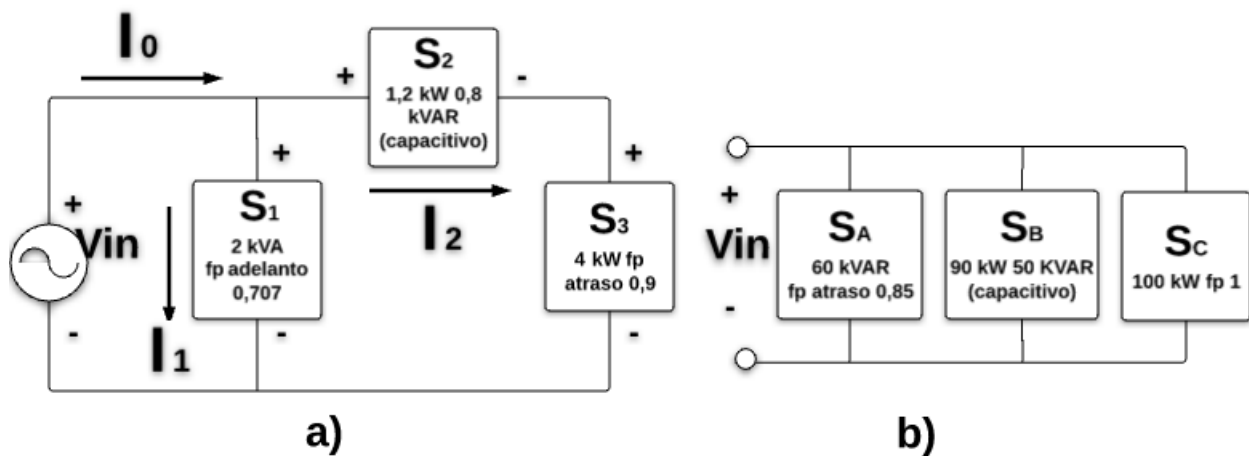 I0
S2
1,2 kW 0,8
kVAR
(capacitivo)
+
-
+
+
+
Vin
-
I1
S1
2 kVA
fp adelanto
0,707
-
I2
S3
4 kW fp
atraso 0,9
-
a)
+
Vin
-
SA
60 kVAR
fp atraso 0,85
SB
90 kW 50 KVAR
(capacitivo)
SC
100 kW fp 1
b)